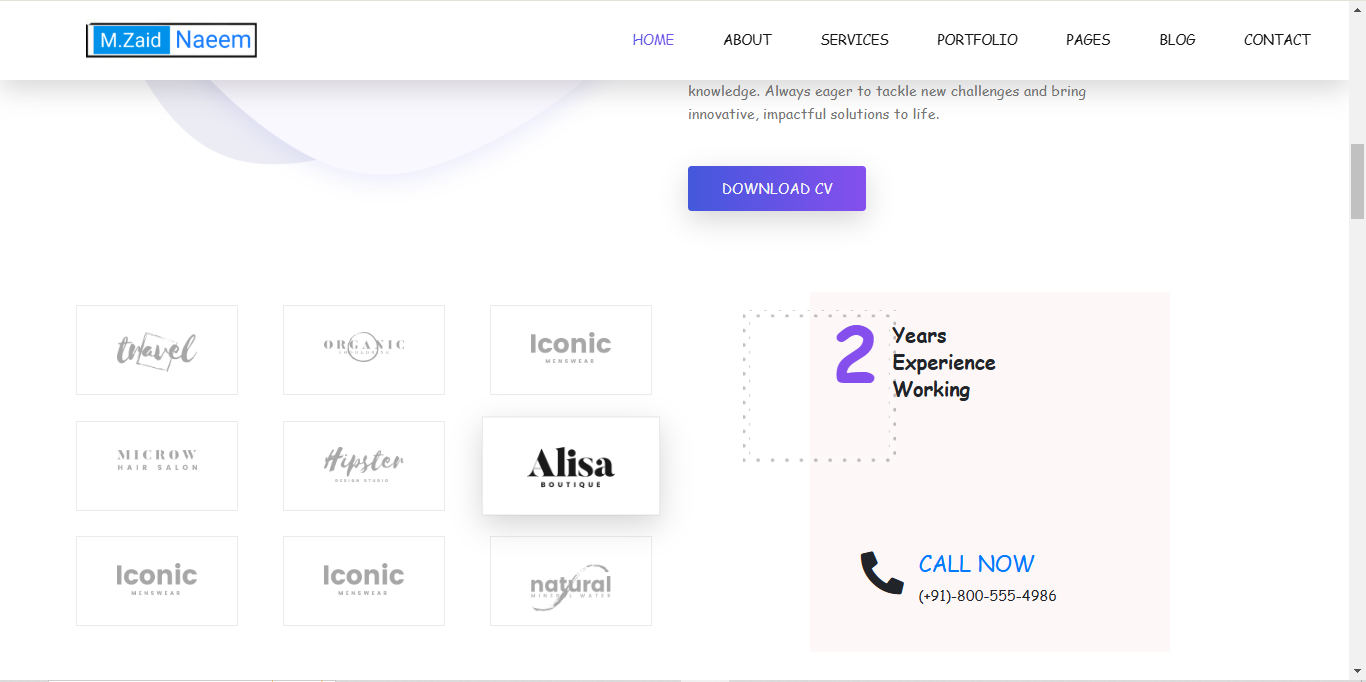 M.Zaid Naeem
HOME ABOUT SERVICES PORTFOLIO PAGES BLOG CONTACT
knowledge. Always eager to tackle new challenges and bring
innovative, impactful solutions to life.
DOWNLOAD CV
travel
ORGANIC
Iconic
MENSWEAR
MICROW
HAIR SALON
Hipster
DESIGN STUDIO
Alisa
BOUTIQUE
Iconic
MENSWEAR
Iconic
MENSWEAR
natural
MINERAL WATER
2
Years
Experience
Working
CALL NOW
(+91)-800-555-4986